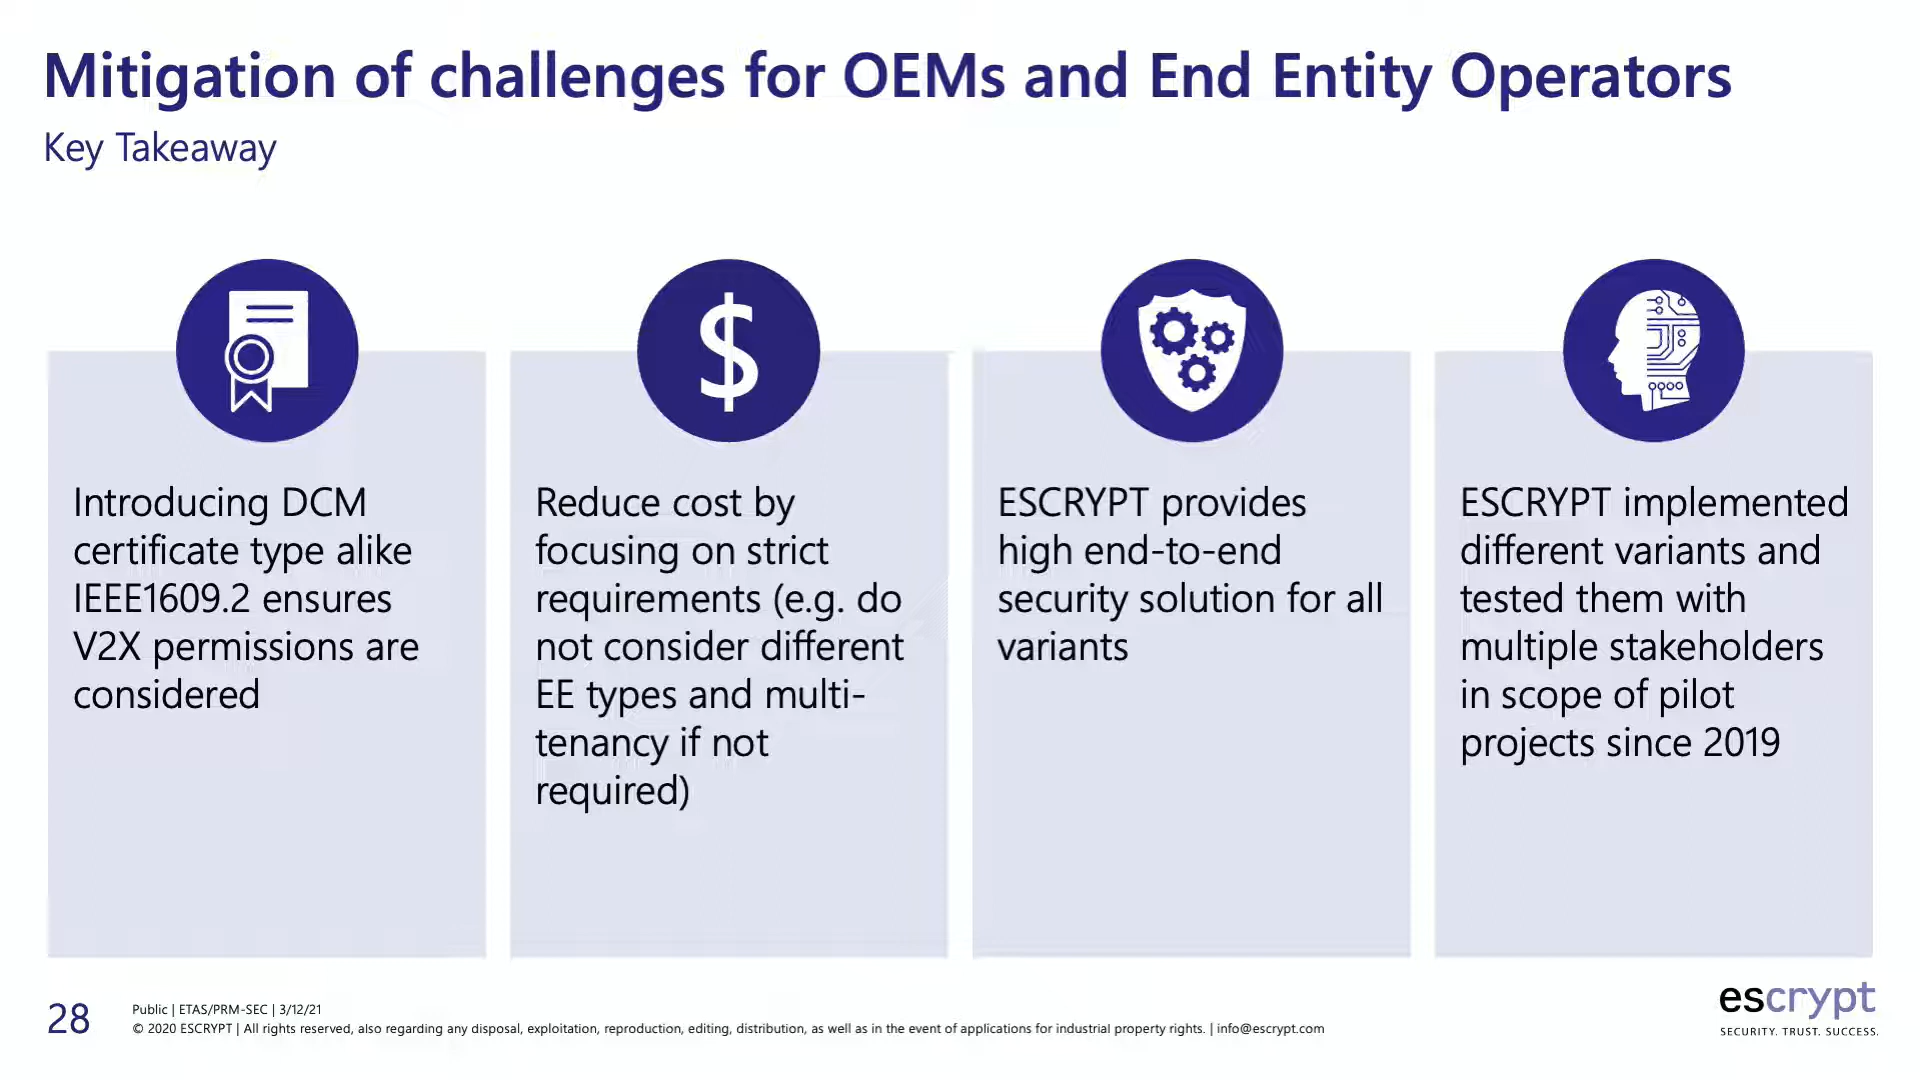 Mitigation of challenges for OEMs and End Entity Operators
Key Takeaway
$
Introducing DCM
certificate type alike
IEEE1609.2 ensures
V2X permissions are
considered
Reduce cost by
focusing on strict
requirements (e.g. do
not consider different
EE types and multi-
tenancy if not
required)
ESCRYPT provides
high end-to-end
security solution for all
variants
ESCRYPT implemented
different variants and
tested them with
multiple stakeholders
in scope of pilot
projects since 2019
28
Public | ETAS/PRM-SEC | 3/12/21
© 2020 ESCRYPT | All rights reserved, also regarding any disposal, exploitation, reproduction, editing, distribution, as well as in the event of applications for industrial property rights. | info@escrypt.com
escrypt
SECURITY. TRUST. SUCCESS.